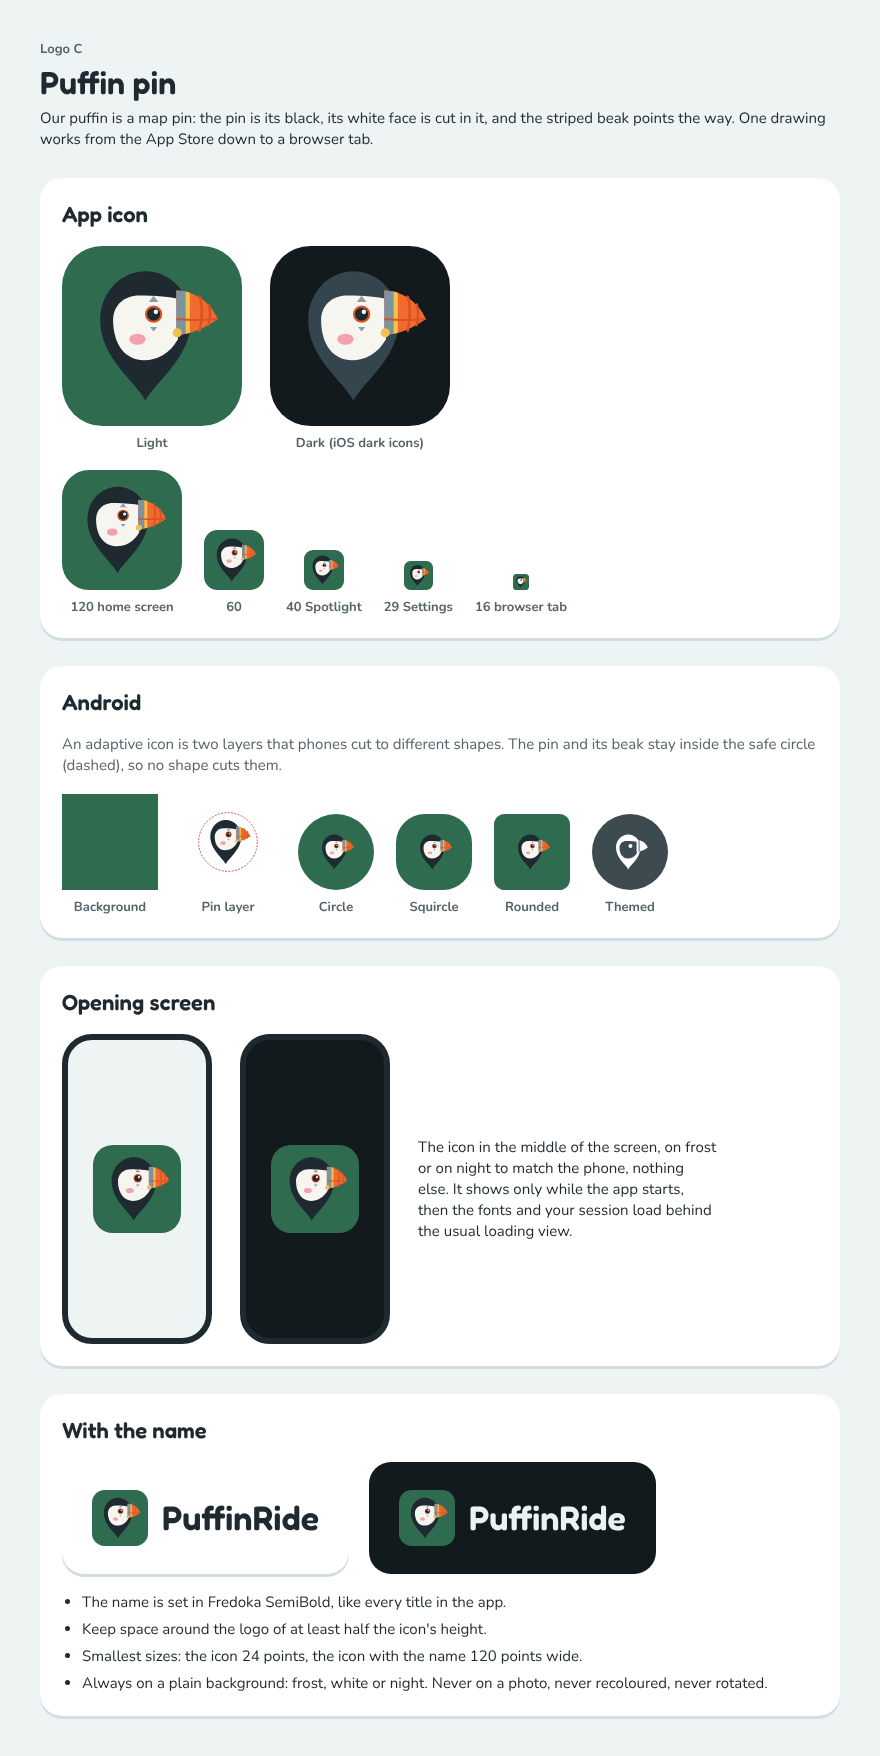 Logo C
Puffin pin
Our puffin is a map pin: the pin is its black, its white face is cut in it, and the striped beak points the way. One drawing
works from the App Store down to a browser tab.
App icon
Light
Dark (iOS dark icons)
120 home screen
60
40 Spotlight
29 Settings
16 browser tab
Android
An adaptive icon is two layers that phones cut to different shapes. The pin and its beak stay inside the safe circle
(dashed), so no shape cuts them.
Background
Pin layer
Circle
Squircle
Rounded
Themed
Opening screen
The icon in the middle of the screen, on frost
or on night to match the phone, nothing
else. It shows only while the app starts,
then the fonts and your session load behind
the usual loading view.
With the name
PuffinRide
PuffinRide
• The name is set in Fredoka SemiBold, like every title in the app.
• Keep space around the logo of at least half the icon's height.
• Smallest sizes: the icon 24 points, the icon with the name 120 points wide.
• Always on a plain background: frost, white or night. Never on a photo, never recoloured, never rotated.